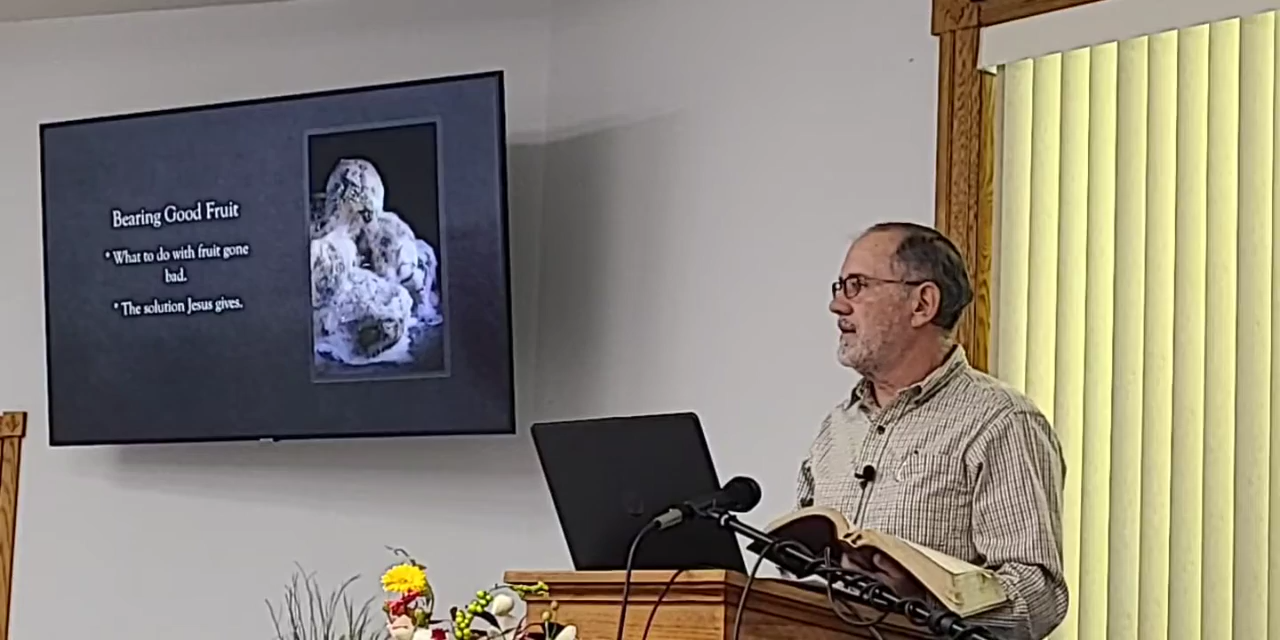 Bearing Good Fruit
* What to do with fruit gone
bad.
* The solution Jesus gives.